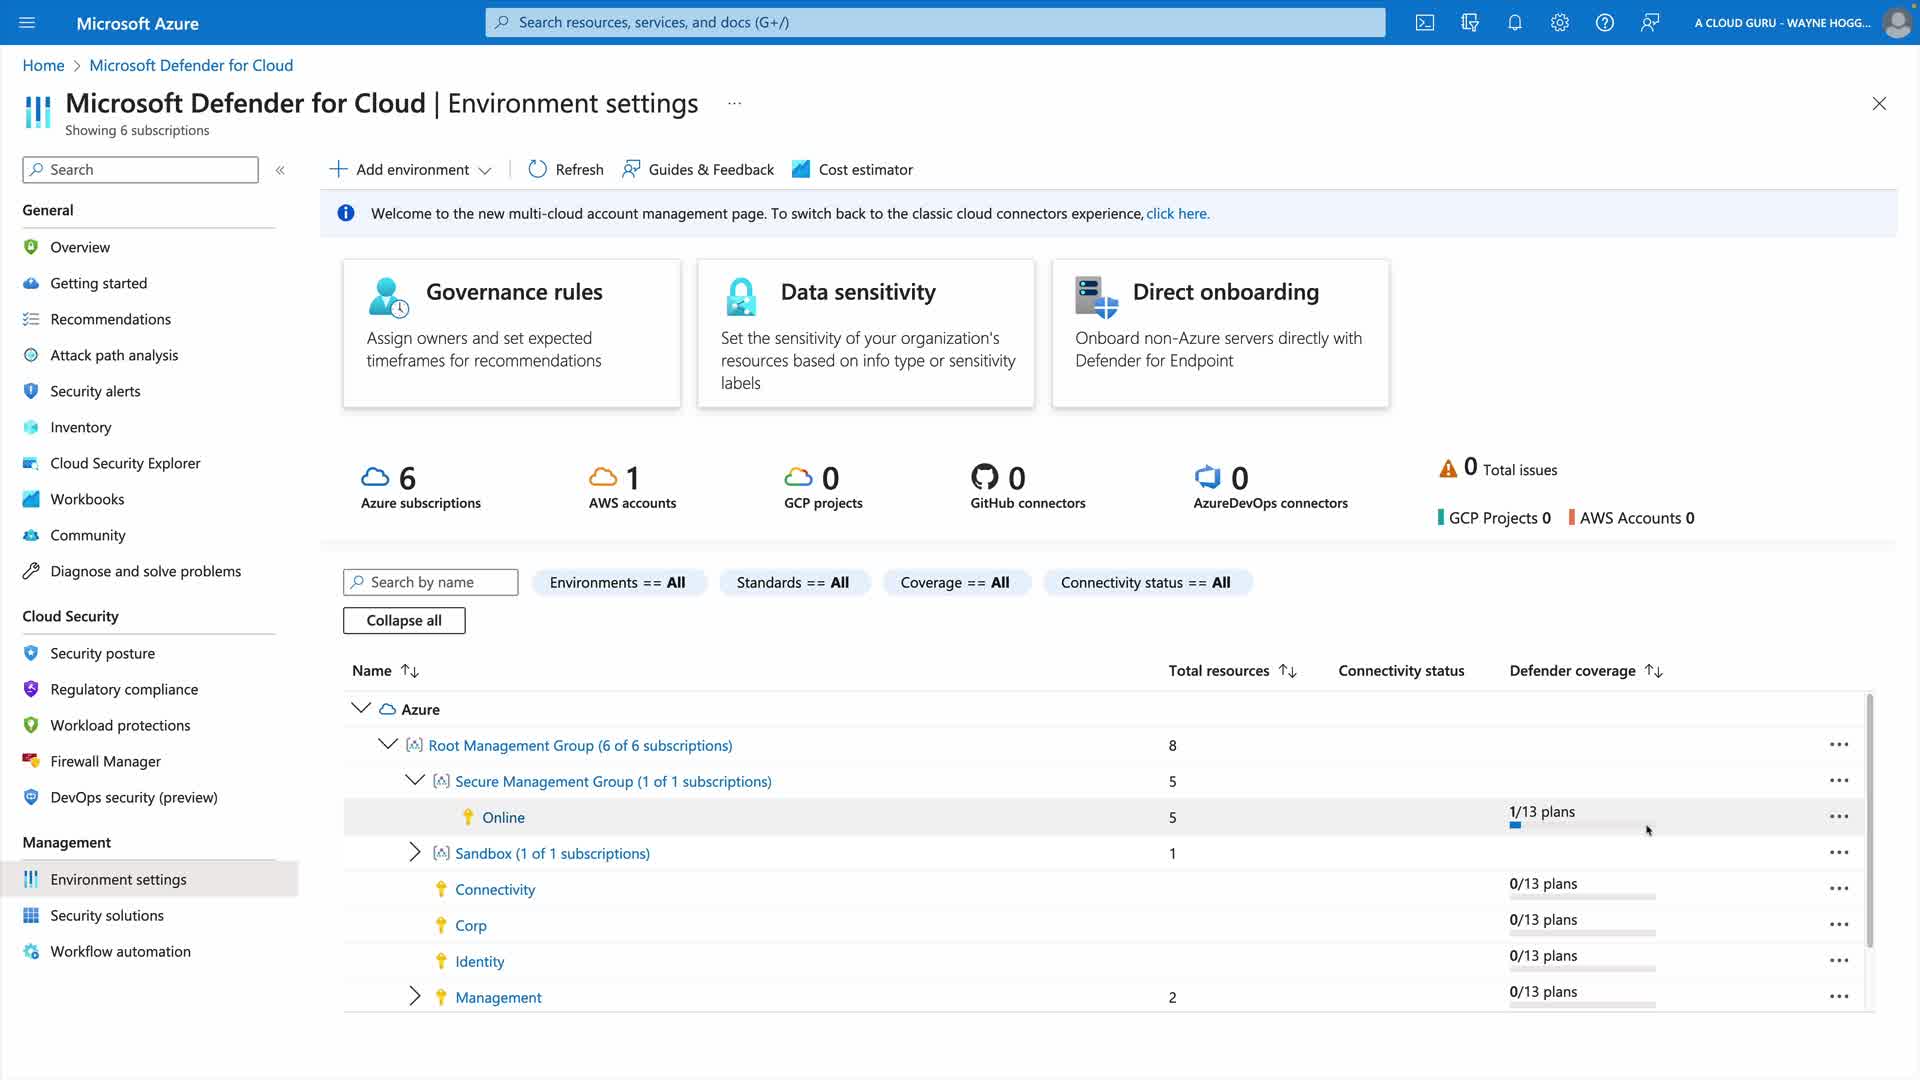 Microsoft Azure
Search resources, services, and docs (G+/)
A CLOUD GURU - WAYNE HOGG...
Home > Microsoft Defender for Cloud
Microsoft Defender for Cloud | Environment settings ...
Showing 6 subscriptions
Search
«
Add environment
Refresh
Guides & Feedback
Cost estimator
General
Overview
Getting started
Recommendations
Attack path analysis
Security alerts
Inventory
Cloud Security Explorer
Workbooks
Community
Diagnose and solve problems
Cloud Security
Security posture
Regulatory compliance
Workload protections
Firewall Manager
DevOps security (preview)
Management
Environment settings
Security solutions
Workflow automation
Welcome to the new multi-cloud account management page. To switch back to the classic cloud connectors experience, click here.
Governance rules
Assign owners and set expected
timeframes for recommendations
Data sensitivity
Set the sensitivity of your organization's
resources based on info type or sensitivity
labels
Direct onboarding
Onboard non-Azure servers directly with
Defender for Endpoint
6
Azure subscriptions
1
AWS accounts
0
GCP projects
0
GitHub connectors
0
AzureDevOps connectors
0 Total issues
GCP Projects 0
AWS Accounts 0
Search by name
Environments == All
Standards == All
Coverage == All
Connectivity status == All
Collapse all
Name ↑↓ Total resources ↑↓ Connectivity status Defender coverage ↑↓
Azure
Root Management Group (6 of 6 subscriptions) 8 ...
Secure Management Group (1 of 1 subscriptions) 5 ...
Online 5 1/13 plans ...
Sandbox (1 of 1 subscriptions) 1 ...
Connectivity 0/13 plans ...
Corp 0/13 plans ...
Identity 0/13 plans ...
Management 2 0/13 plans ...